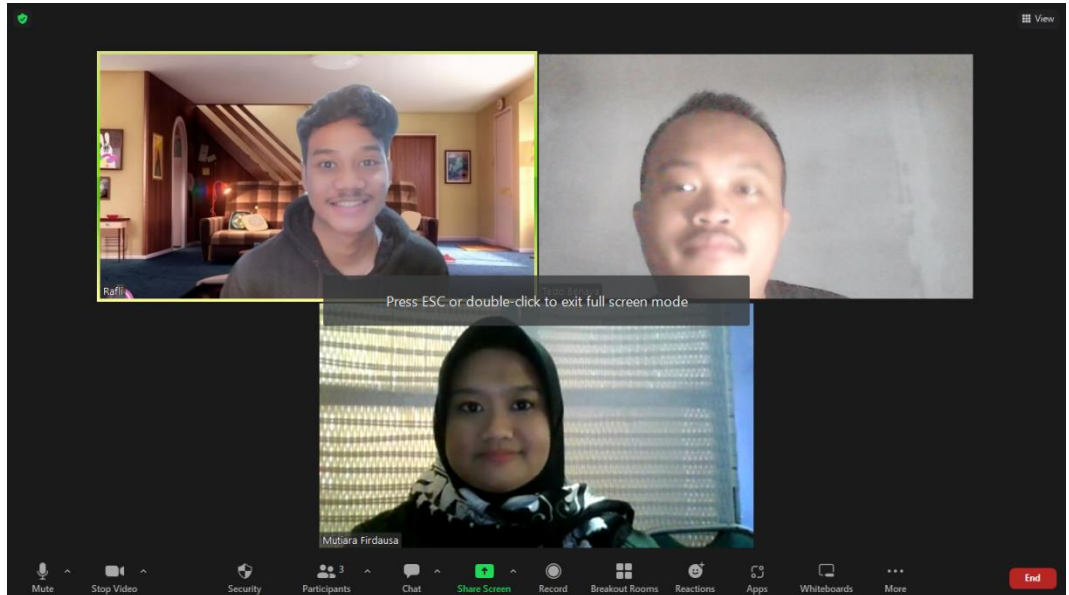 View
Rafli
Press ESC or double-click to exit full screen mode
Mutiara Firdausa
3
Mute
Stop Video
Security
Participants
Chat
Share Screen
Record
Breakout Rooms
Reactions
Apps
Whiteboards
More
End